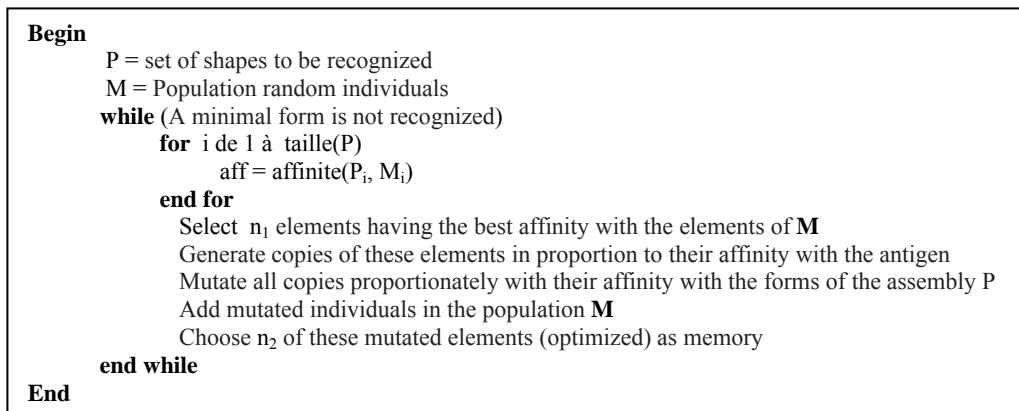 Begin
P = set of shapes to be recognized
M = Population random individuals
while (A minimal form is not recognized)
for i de 1 à taille(P)
aff = affinite(Pi, Mi)
end for
Select n1 elements having the best affinity with the elements of M
Generate copies of these elements in proportion to their affinity with the antigen
Mutate all copies proportionately with their affinity with the forms of the assembly P
Add mutated individuals in the population M
Choose n2 of these mutated elements (optimized) as memory
end while
End